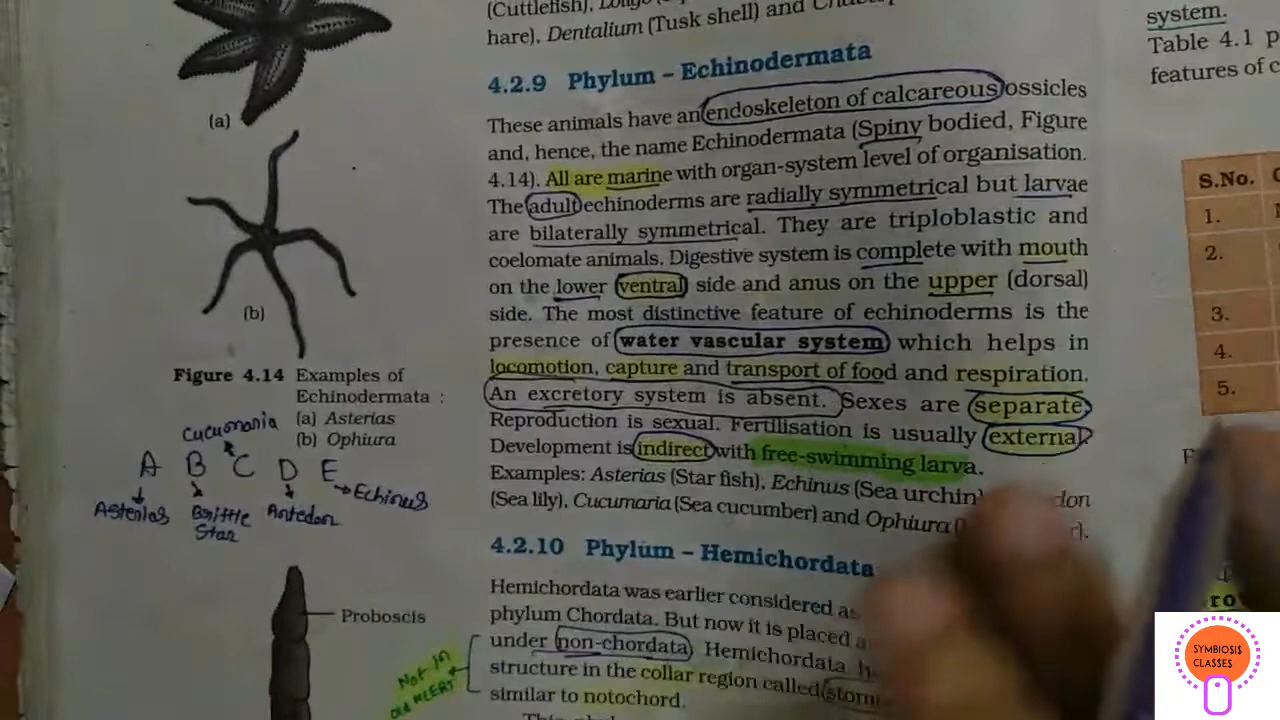 (Cuttlefish),
hare), Dentalium (Tusk shell) and
4.2.9 Phylum – Echinodermata
These animals have an endoskeleton of calcareous ossicles
and, hence, the name Echinodermata (Spiny bodied, Figure
4.14). All are marine with organ-system level of organisation.
The adult echinoderms are radially symmetrical but larvae
are bilaterally symmetrical. They are triploblastic and
coelomate animals. Digestive system is complete with mouth
on the lower (ventral) side and anus on the upper (dorsal)
side. The most distinctive feature of echinoderms is the
presence of water vascular system which helps in
locomotion, capture and transport of food and respiration.
An excretory system is absent. Sexes are separate.
Reproduction is sexual. Fertilisation is usually external.
Development is indirect with free-swimming larva.
Examples: Asterias (Star fish), Echinus (Sea urchin)
(Sea lily), Cucumaria (Sea cucumber) and Ophiura
4.2.10 Phylum – Hemichordata
Hemichordata was earlier considered as
phylum Chordata. But now it is placed
under non-chordata. Hemichordata
structure in the collar region called
similar to notochord.
(a)
(b)
Figure 4.14 Examples of
Echinodermata :
(a) Asterias
(b) Ophiura
Cucumaria
A B C D E
Asterias
Brittle
Star
Antedon
Echinus
Proboscis
Not in
Old NCERT
system.
Table 4.1
features of
S.No.
1.
2.
3.
4.
5.
SYMBIOSIS
CLASSES